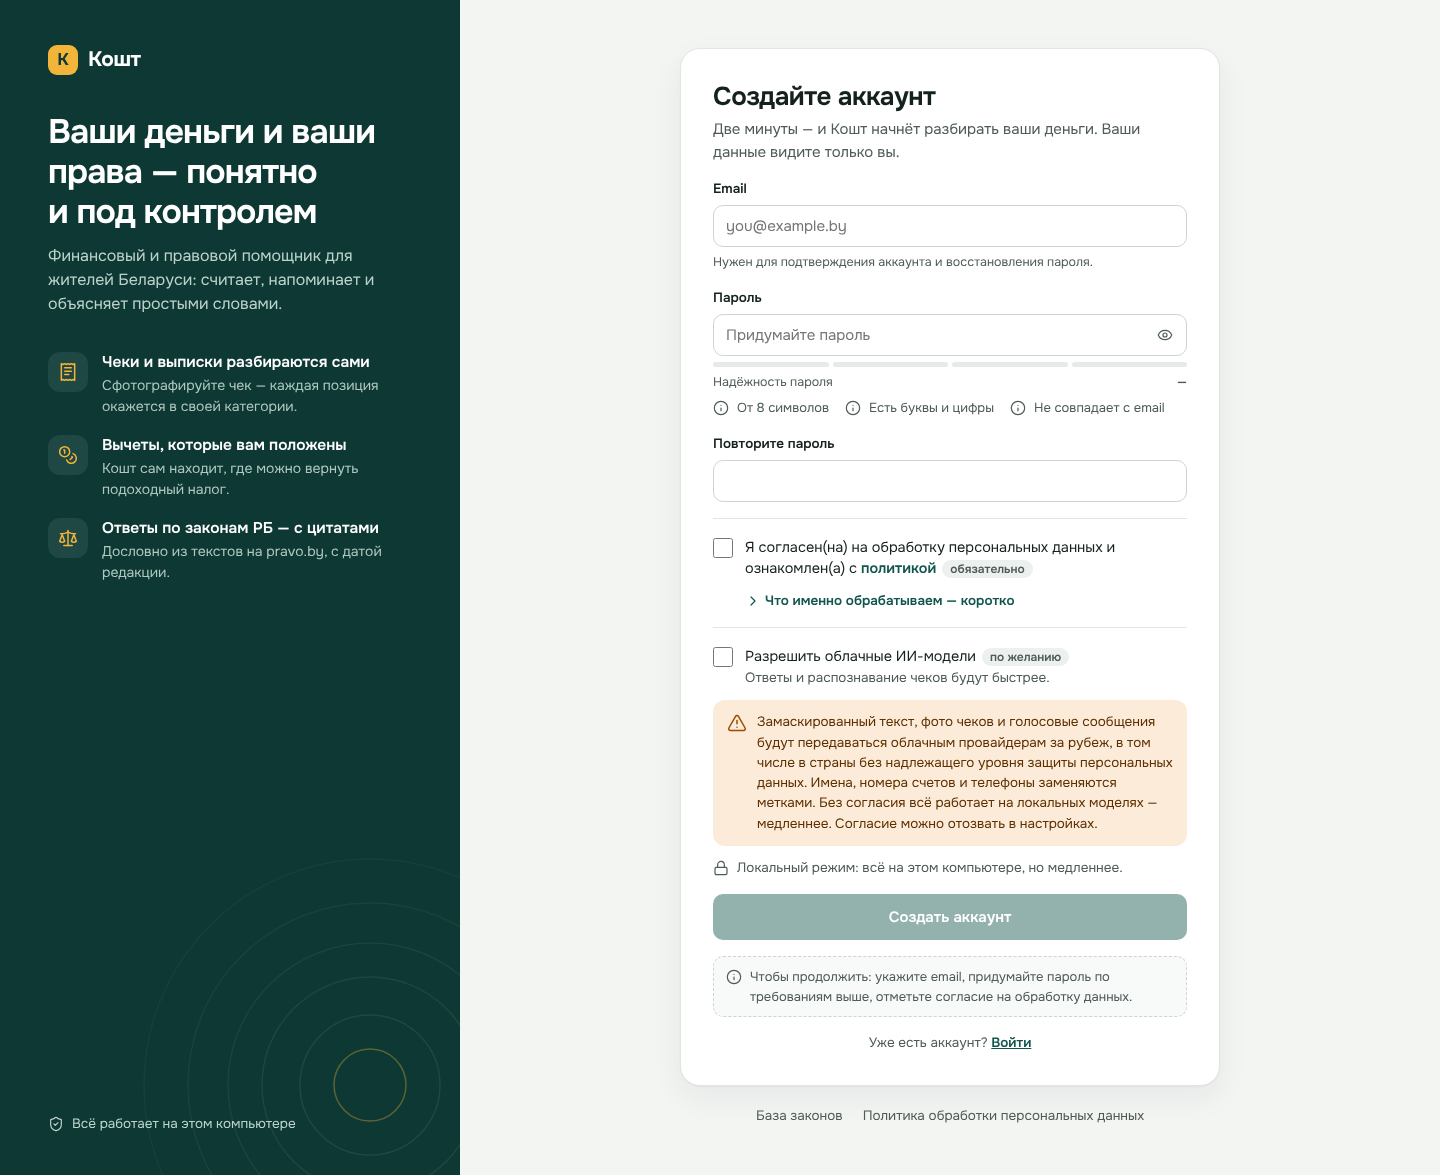 К Кошт
Ваши деньги и ваши
права — понятно
и под контролем
Финансовый и правовой помощник для
жителей Беларуси: считает, напоминает и
объясняет простыми словами.
Чеки и выписки разбираются сами
Сфотографируйте чек — каждая позиция
окажется в своей категории.
Вычеты, которые вам положены
Кошт сам находит, где можно вернуть
подоходный налог.
Ответы по законам РБ — с цитатами
Дословно из текстов на pravo.by, с датой
редакции.
Всё работает на этом компьютере
Создайте аккаунт
Две минуты — и Кошт начнёт разбирать ваши деньги. Ваши
данные видите только вы.
Email
you@example.by
Нужен для подтверждения аккаунта и восстановления пароля.
Пароль
Придумайте пароль
Надёжность пароля —
От 8 символов Есть буквы и цифры Не совпадает с email
Повторите пароль
Я согласен(на) на обработку персональных данных и
ознакомлен(а) с политикой обязательно
Что именно обрабатываем — коротко
Разрешить облачные ИИ-модели по желанию
Ответы и распознавание чеков будут быстрее.
Замаскированный текст, фото чеков и голосовые сообщения
будут передаваться облачным провайдерам за рубеж, в том
числе в страны без надлежащего уровня защиты персональных
данных. Имена, номера счетов и телефоны заменяются
метками. Без согласия всё работает на локальных моделях —
медленнее. Согласие можно отозвать в настройках.
Локальный режим: всё на этом компьютере, но медленнее.
Создать аккаунт
Чтобы продолжить: укажите email, придумайте пароль по
требованиям выше, отметьте согласие на обработку данных.
Уже есть аккаунт? Войти
База законов Политика обработки персональных данных